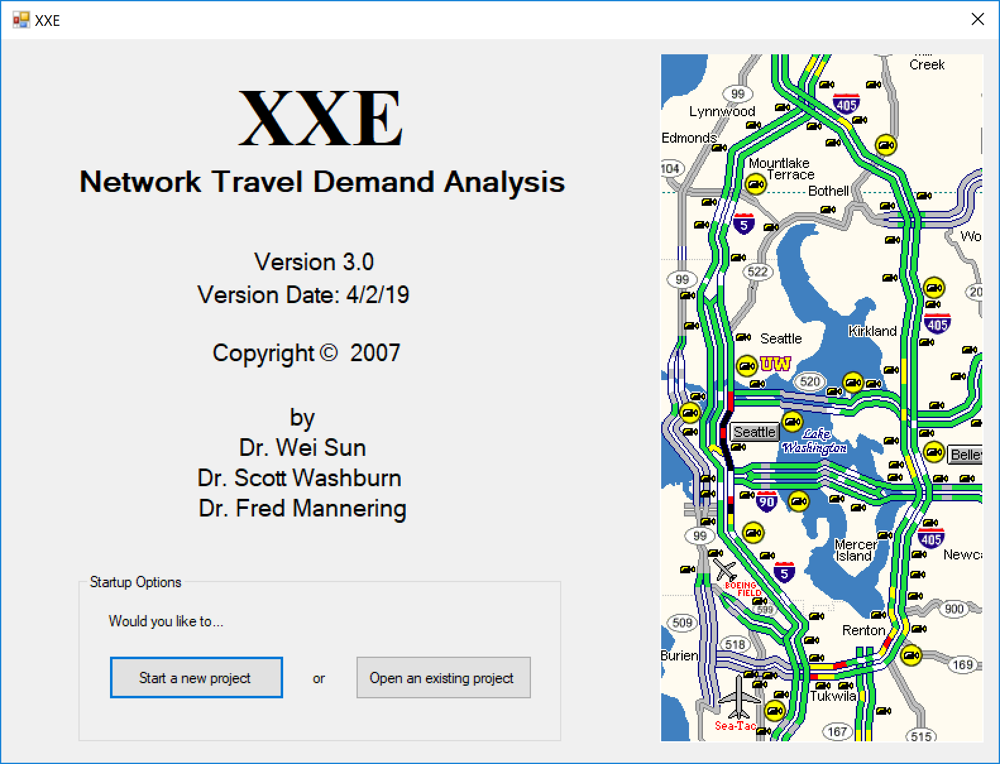 XXE
XXE
Network Travel Demand Analysis
Version 3.0
Version Date: 4/2/19
Copyright © 2007
by
Dr. Wei Sun
Dr. Scott Washburn
Dr. Fred Mannering
Startup Options
Would you like to...
Start a new project
or
Open an existing project
Creek
99
Lynnwood
405
Edmonds
104
Mountlake
Terrace
Bothell
5
Wo
99
522
20
405
Kirkland
Seattle
UW
520
Seattle
Lake
Washington
Belle
90
99
405
Mercer
Island
Newc
5
BOEING
FIELD
599
900
509
Renton
518
Burien
169
Tukwila
Sea-Tac
167
515